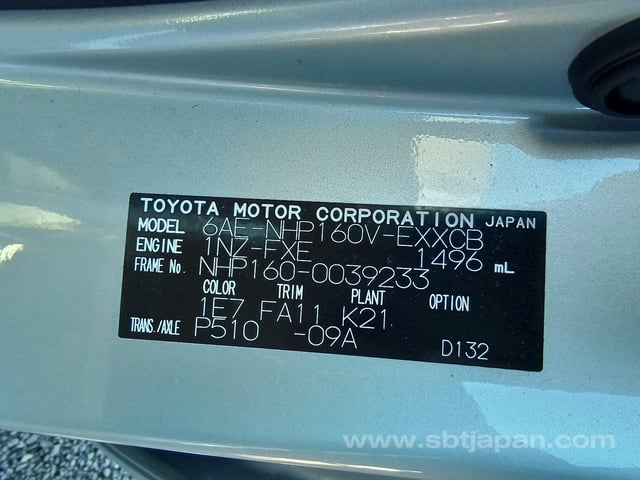 TOYOTA MOTOR CORPORATION JAPAN
MODEL 6AE-NHP160V-EXXCB
ENGINE 1NZ-FXE 1496 mL
FRAME No. NHP160-0039233
COLOR TRIM PLANT OPTION
1E7 FA11 K21
TRANS./AXLE P510 -09A
D132
www.sbtjapan.com